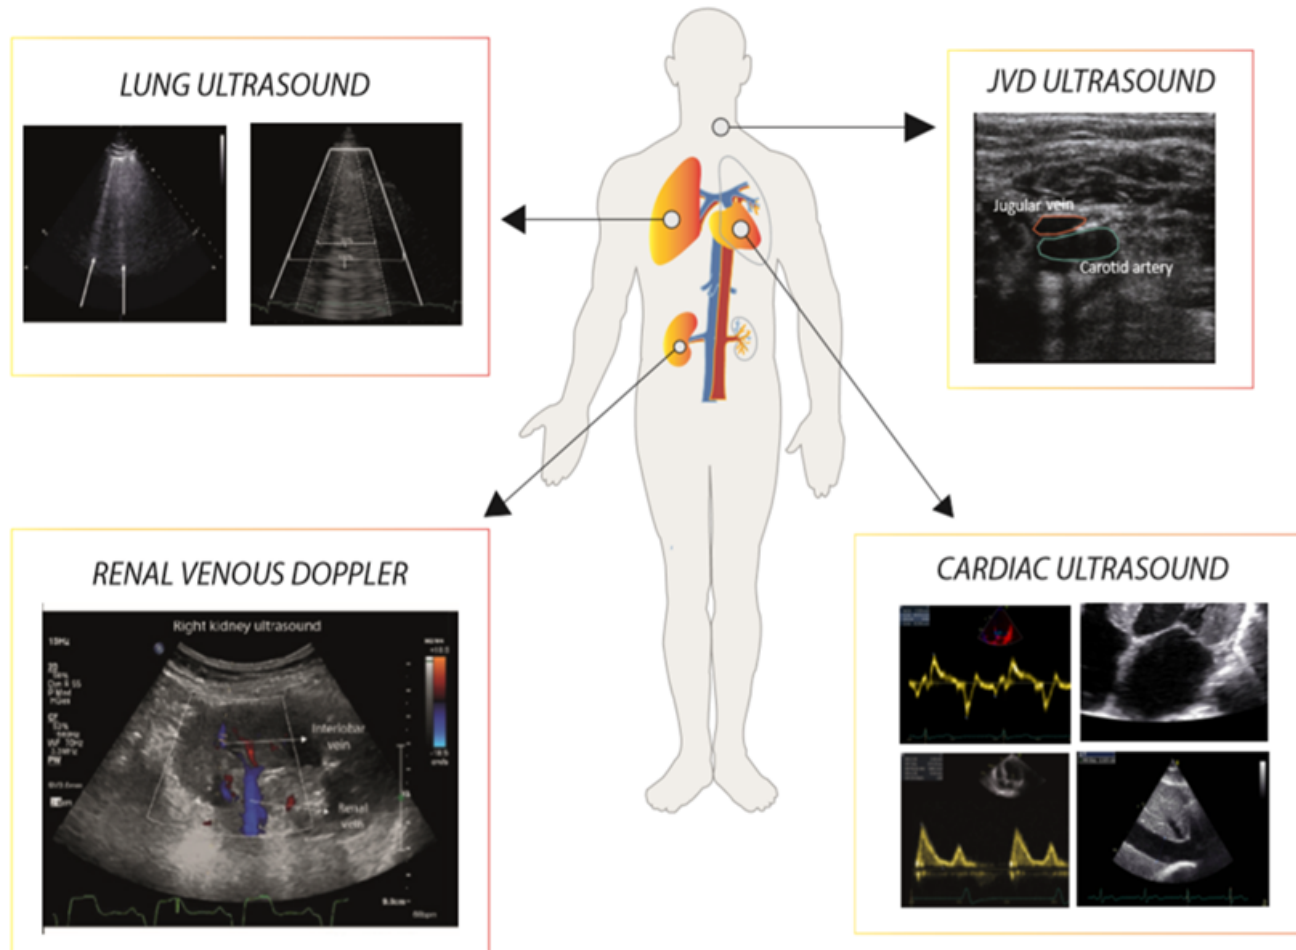 LUNG ULTRASOUND
JVD ULTRASOUND
Jugular vein
Carotid artery
RENAL VENOUS DOPPLER
Right kidney ultrasound
Interlobar
vein
Renal
vein
CARDIAC ULTRASOUND